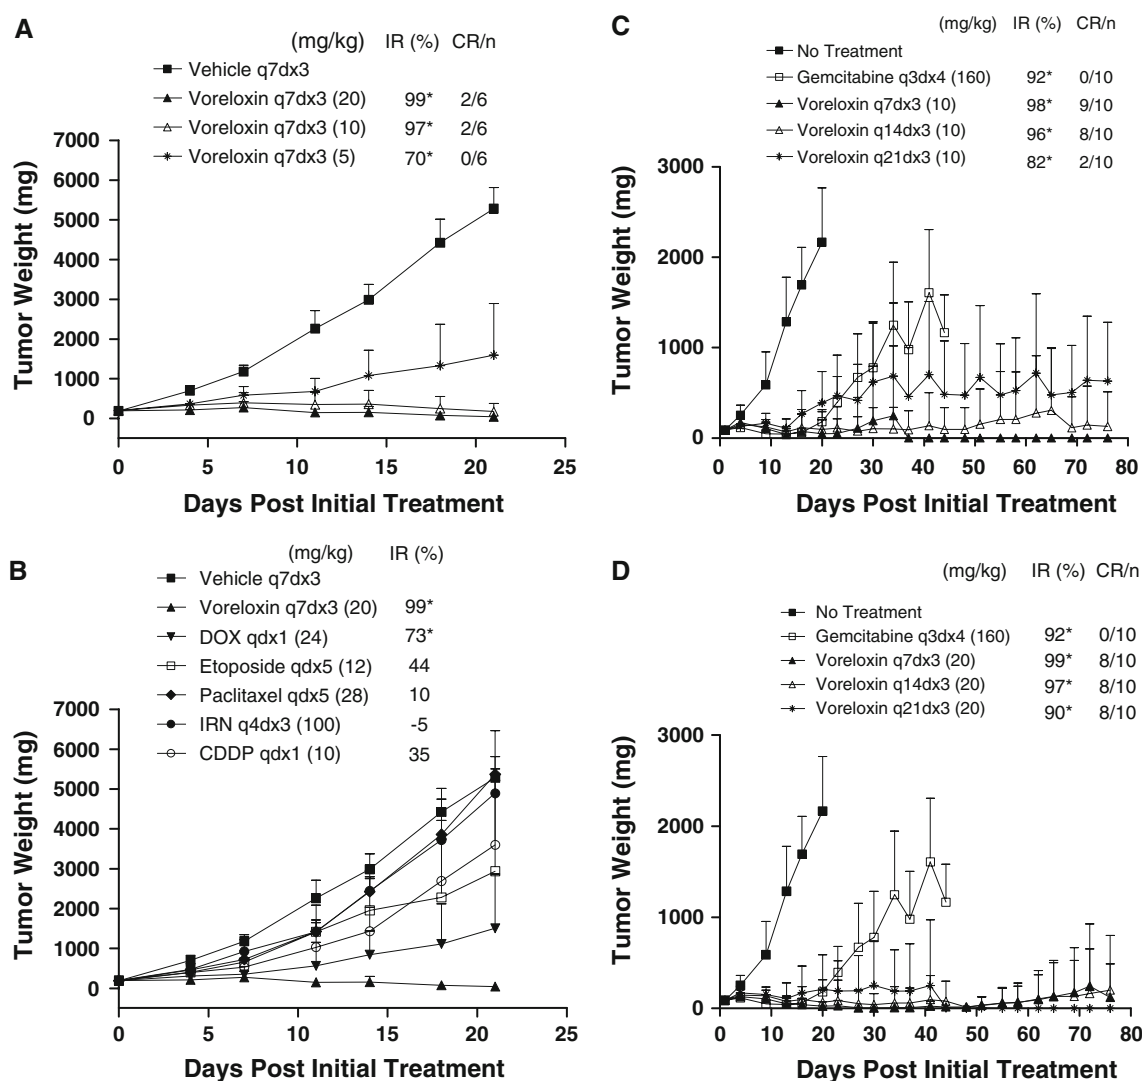 A
(mg/kg) IR (%) CR/n
Vehicle q7dx3
Voreloxin q7dx3 (20) 99* 2/6
Voreloxin q7dx3 (10) 97* 2/6
Voreloxin q7dx3 (5) 70* 0/6
7000
6000
5000
4000
3000
2000
1000
0
Tumor Weight (mg)
0 5 10 15 20 25
Days Post Initial Treatment
B
(mg/kg) IR (%)
Vehicle q7dx3
Voreloxin q7dx3 (20) 99*
DOX qdx1 (24) 73*
Etoposide qdx5 (12) 44
Paclitaxel qdx5 (28) 10
IRN q4dx3 (100) -5
CDDP qdx1 (10) 35
7000
6000
5000
4000
3000
2000
1000
0
Tumor Weight (mg)
0 5 10 15 20 25
Days Post Initial Treatment
C
(mg/kg) IR (%) CR/n
No Treatment
Gemcitabine q3dx4 (160) 92* 0/10
Voreloxin q7dx3 (10) 98* 9/10
Voreloxin q14dx3 (10) 96* 8/10
Voreloxin q21dx3 (10) 82* 2/10
3000
2000
1000
0
Tumor Weight (mg)
0 10 20 30 40 50 60 70 80
Days Post Initial Treatment
D
(mg/kg) IR (%) CR/n
No Treatment
Gemcitabine q3dx4 (160) 92* 0/10
Voreloxin q7dx3 (20) 99* 8/10
Voreloxin q14dx3 (20) 97* 8/10
Voreloxin q21dx3 (20) 90* 8/10
3000
2000
1000
0
Tumor Weight (mg)
0 10 20 30 40 50 60 70 80
Days Post Initial Treatment